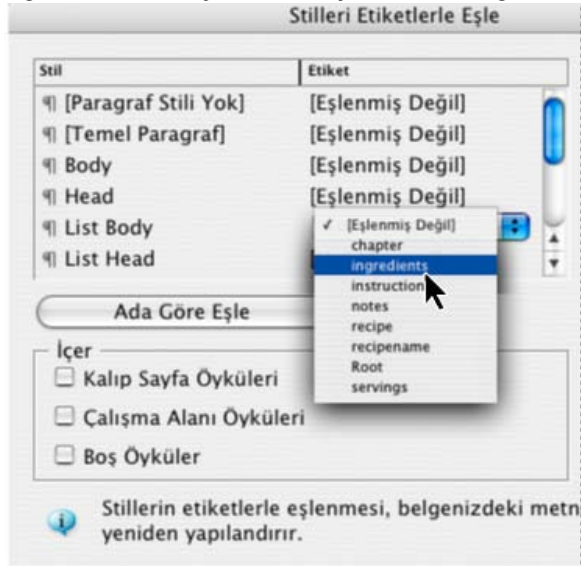 Stilleri Etiketlerle Eşle
Stil Etiket
[Paragraf Stili Yok] [Eşlenmiş Değil]
[Temel Paragraf] [Eşlenmiş Değil]
Body [Eşlenmiş Değil]
Head [Eşlenmiş Değil]
List Body
List Head
✓ [Eşlenmiş Değil]
chapter
ingredients
instruction
notes
recipe
recipename
Root
servings
Ada Göre Eşle
İçer
Kalıp Sayfa Öyküleri
Çalışma Alanı Öyküleri
Boş Öyküler
Stillerin etiketlerle eşlenmesi, belgenizdeki metn
yeniden yapılandırır.